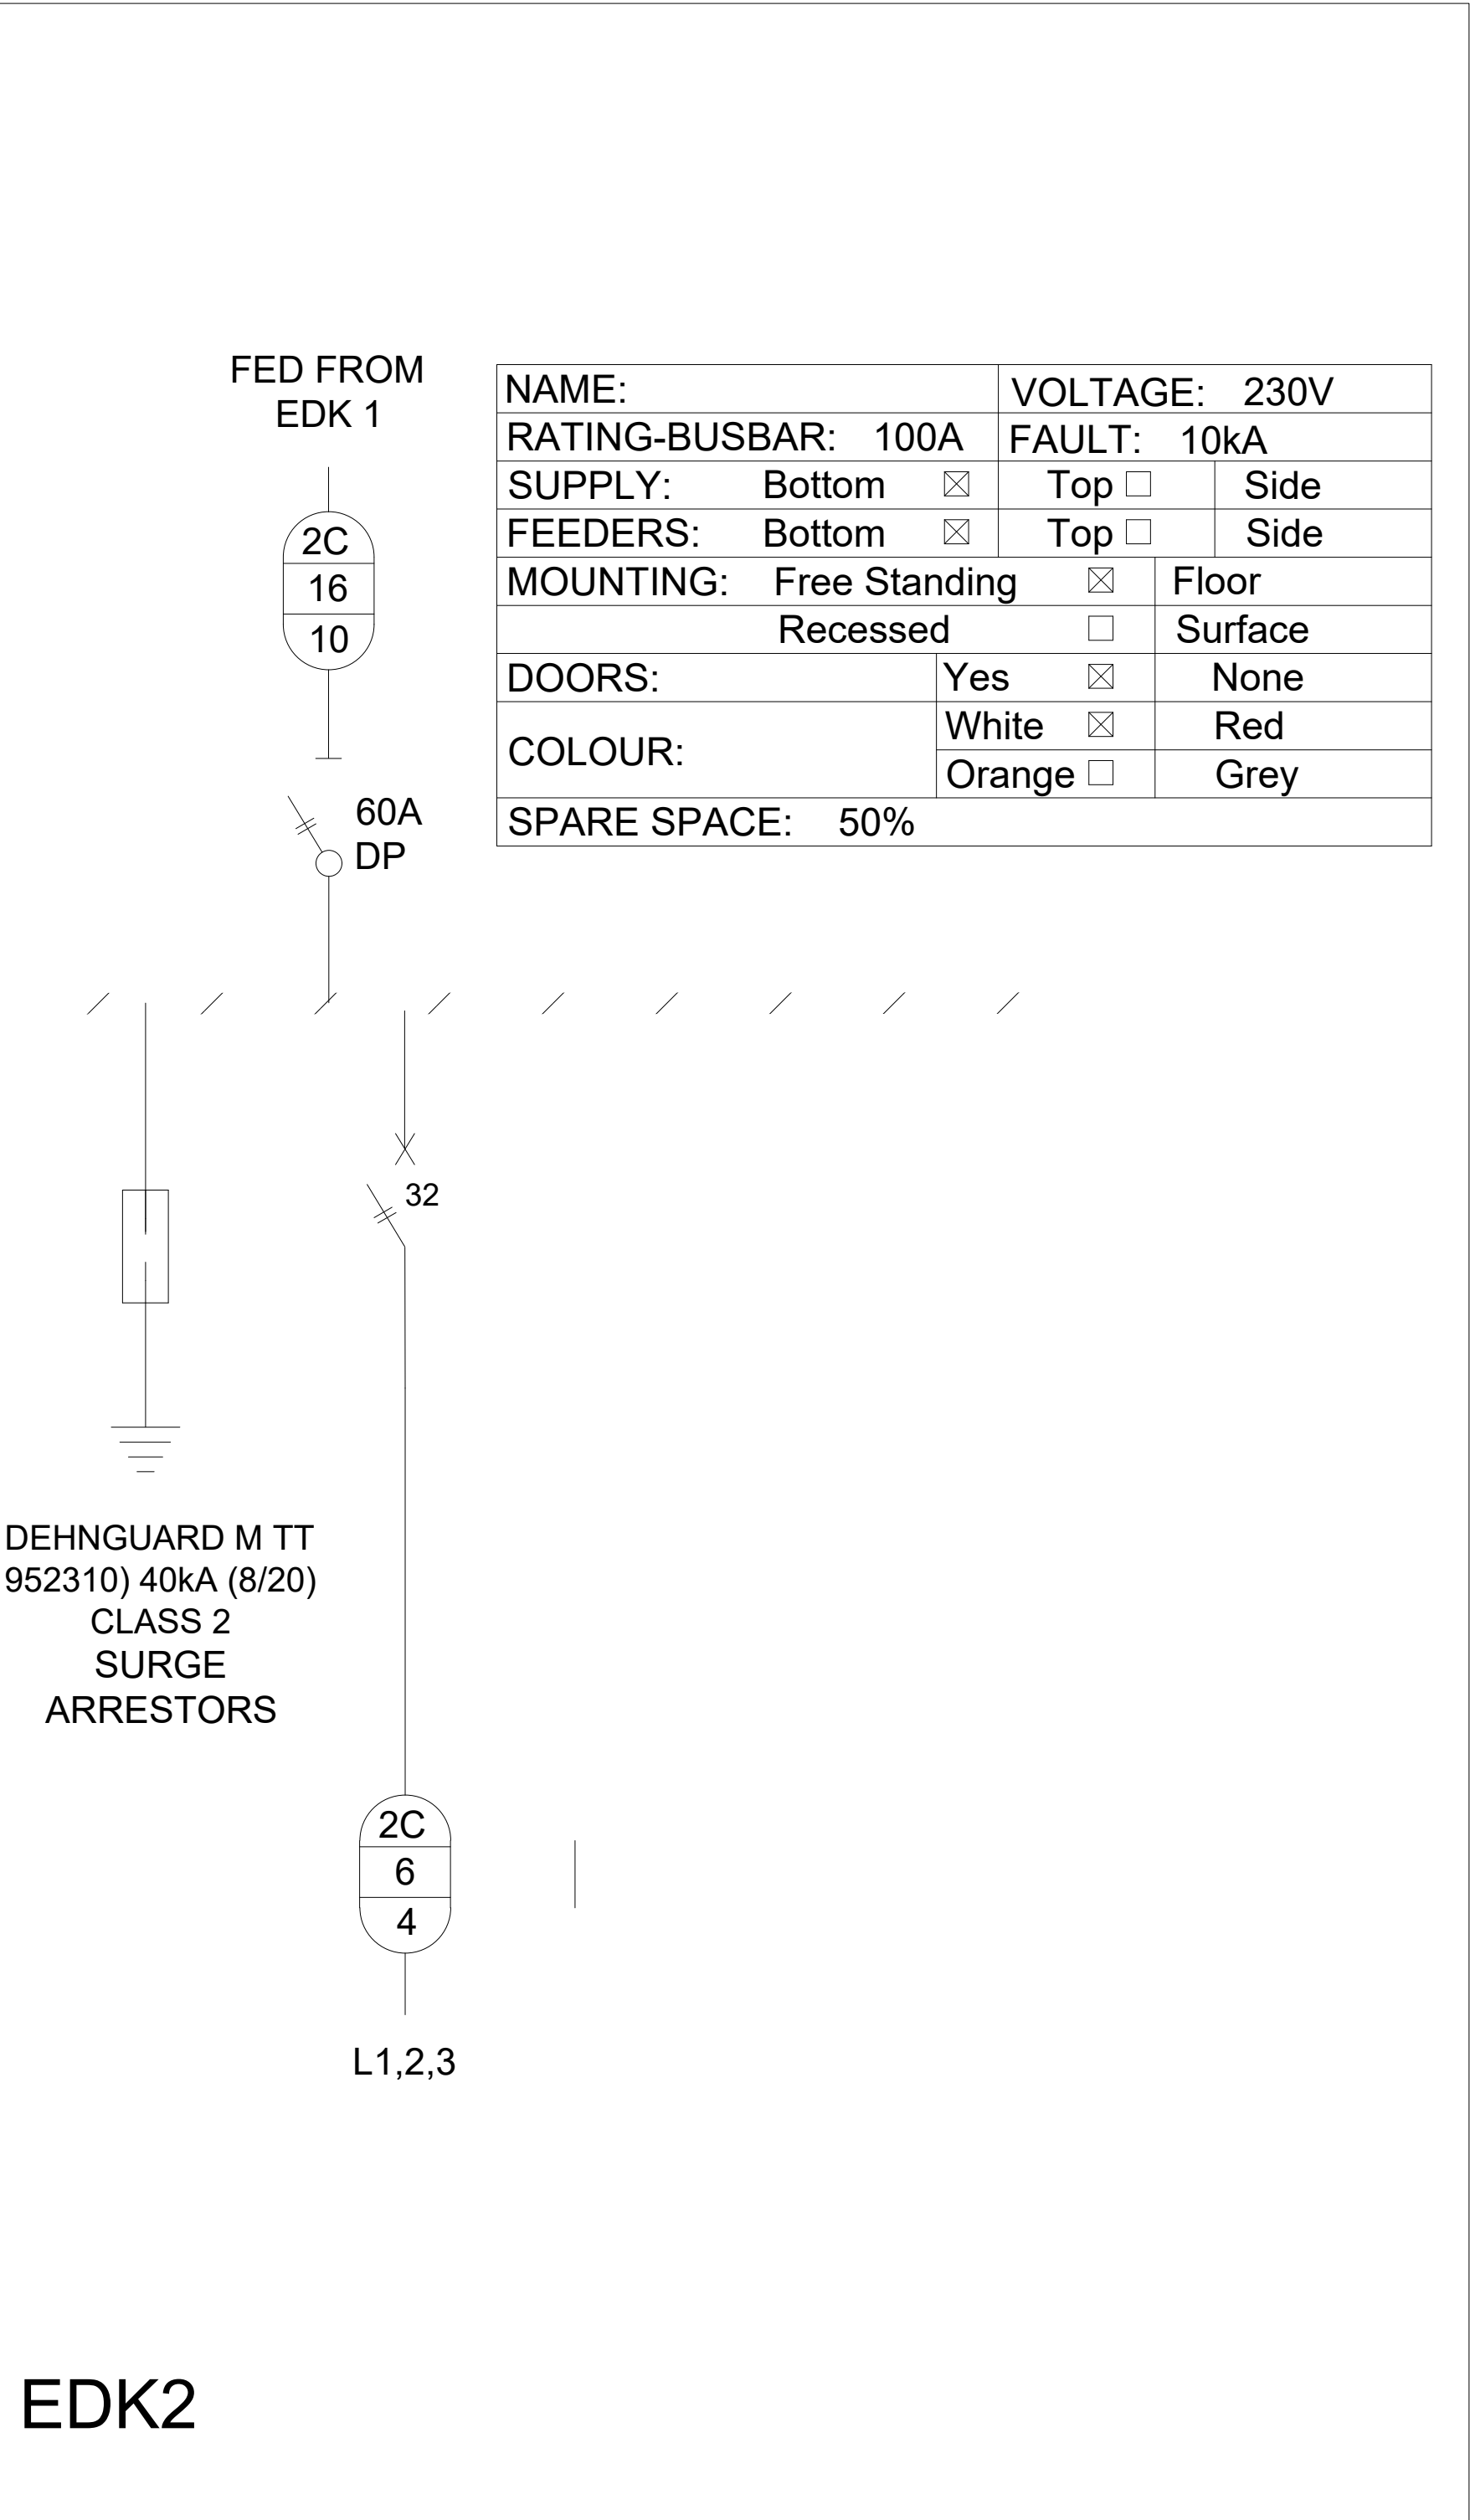 FED FROM
EDK 1
2C
16
10
60A
DP
NAME: VOLTAGE: 230V
RATING-BUSBAR: 100A FAULT: 10kA
SUPPLY: Bottom Top Side
FEEDERS: Bottom Top Side
MOUNTING: Free Standing Floor
Recessed Surface
DOORS: Yes None
COLOUR: White Red
Orange Grey
SPARE SPACE: 50%
32
DEHNGUARD M TT
952310) 40kA (8/20)
CLASS 2
SURGE
ARRESTORS
2C
6
4
L1,2,3
EDK2